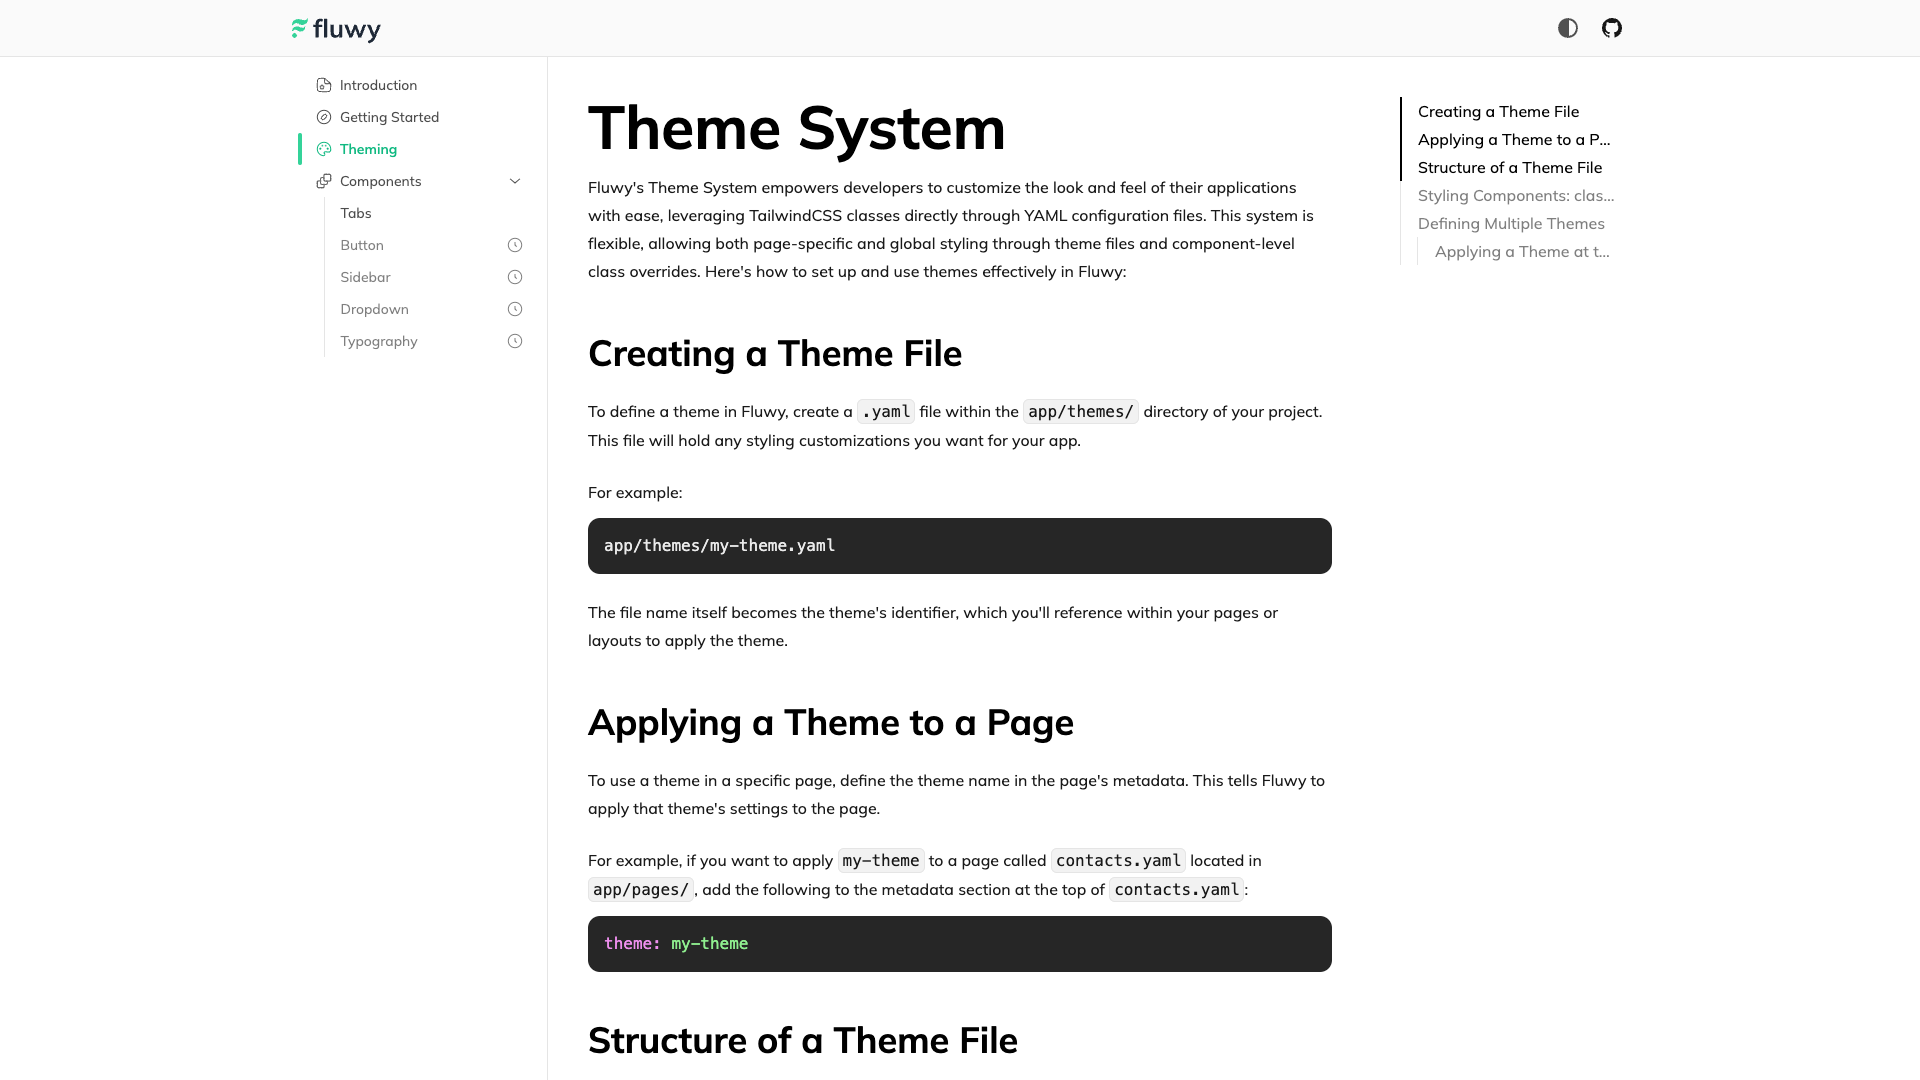 fluwy
Introduction
Getting Started
Theming
Components
Tabs
Button
Sidebar
Dropdown
Typography
Theme System
Fluwy's Theme System empowers developers to customize the look and feel of their applications
with ease, leveraging TailwindCSS classes directly through YAML configuration files. This system is
flexible, allowing both page-specific and global styling through theme files and component-level
class overrides. Here's how to set up and use themes effectively in Fluwy:
Creating a Theme File
To define a theme in Fluwy, create a .yaml file within the app/themes/ directory of your project.
This file will hold any styling customizations you want for your app.
For example:
app/themes/my-theme.yaml
The file name itself becomes the theme's identifier, which you'll reference within your pages or
layouts to apply the theme.
Applying a Theme to a Page
To use a theme in a specific page, define the theme name in the page's metadata. This tells Fluwy to
apply that theme's settings to the page.
For example, if you want to apply my-theme to a page called contacts.yaml located in
app/pages/, add the following to the metadata section at the top of contacts.yaml:
theme: my-theme
Structure of a Theme File
Creating a Theme File
Applying a Theme to a P...
Structure of a Theme File
Styling Components: clas...
Defining Multiple Themes
Applying a Theme at t...